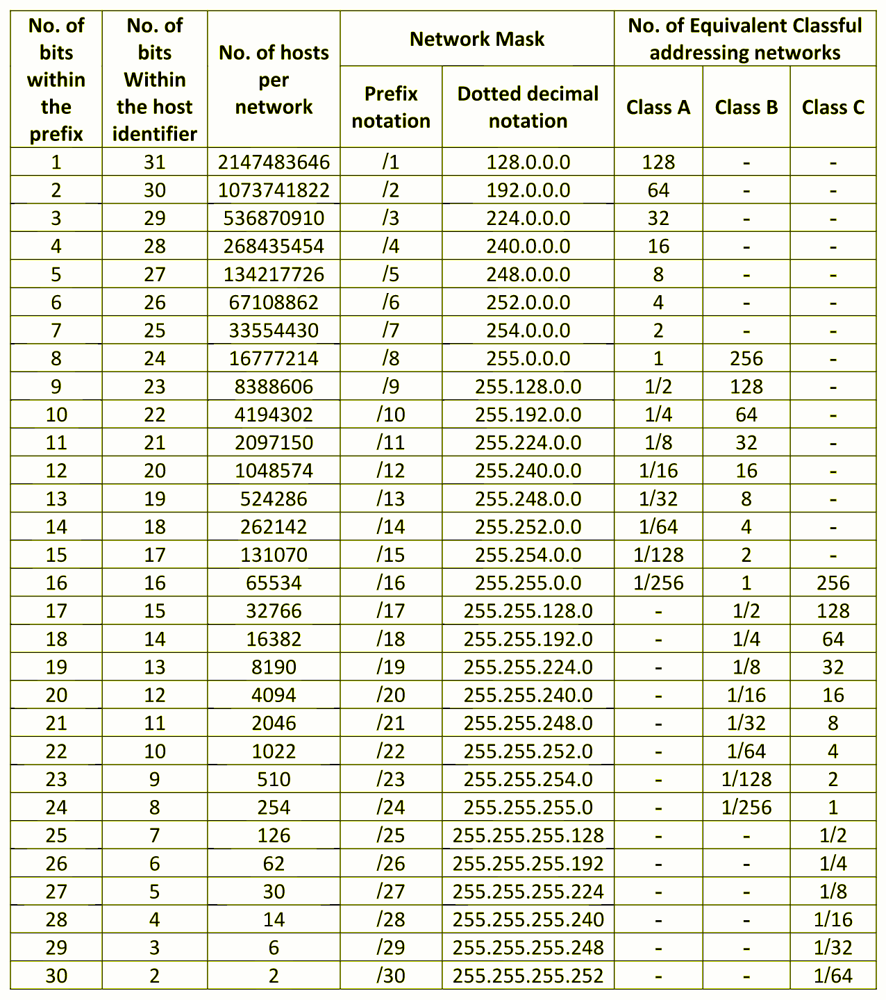 No. of bits within the prefix | No. of bits Within the host identifier | No. of hosts per network | Network Mask | No. of Equivalent Classful addressing networks
Prefix notation | Dotted decimal notation | Class A | Class B | Class C
1 | 31 | 2147483646 | /1 | 128.0.0.0 | 128 | - | -
2 | 30 | 1073741822 | /2 | 192.0.0.0 | 64 | - | -
3 | 29 | 536870910 | /3 | 224.0.0.0 | 32 | - | -
4 | 28 | 268435454 | /4 | 240.0.0.0 | 16 | - | -
5 | 27 | 134217726 | /5 | 248.0.0.0 | 8 | - | -
6 | 26 | 67108862 | /6 | 252.0.0.0 | 4 | - | -
7 | 25 | 33554430 | /7 | 254.0.0.0 | 2 | - | -
8 | 24 | 16777214 | /8 | 255.0.0.0 | 1 | 256 | -
9 | 23 | 8388606 | /9 | 255.128.0.0 | 1/2 | 128 | -
10 | 22 | 4194302 | /10 | 255.192.0.0 | 1/4 | 64 | -
11 | 21 | 2097150 | /11 | 255.224.0.0 | 1/8 | 32 | -
12 | 20 | 1048574 | /12 | 255.240.0.0 | 1/16 | 16 | -
13 | 19 | 524286 | /13 | 255.248.0.0 | 1/32 | 8 | -
14 | 18 | 262142 | /14 | 255.252.0.0 | 1/64 | 4 | -
15 | 17 | 131070 | /15 | 255.254.0.0 | 1/128 | 2 | -
16 | 16 | 65534 | /16 | 255.255.0.0 | 1/256 | 1 | 256
17 | 15 | 32766 | /17 | 255.255.128.0 | - | 1/2 | 128
18 | 14 | 16382 | /18 | 255.255.192.0 | - | 1/4 | 64
19 | 13 | 8190 | /19 | 255.255.224.0 | - | 1/8 | 32
20 | 12 | 4094 | /20 | 255.255.240.0 | - | 1/16 | 16
21 | 11 | 2046 | /21 | 255.255.248.0 | - | 1/32 | 8
22 | 10 | 1022 | /22 | 255.255.252.0 | - | 1/64 | 4
23 | 9 | 510 | /23 | 255.255.254.0 | - | 1/128 | 2
24 | 8 | 254 | /24 | 255.255.255.0 | - | 1/256 | 1
25 | 7 | 126 | /25 | 255.255.255.128 | - | - | 1/2
26 | 6 | 62 | /26 | 255.255.255.192 | - | - | 1/4
27 | 5 | 30 | /27 | 255.255.255.224 | - | - | 1/8
28 | 4 | 14 | /28 | 255.255.255.240 | - | - | 1/16
29 | 3 | 6 | /29 | 255.255.255.248 | - | - | 1/32
30 | 2 | 2 | /30 | 255.255.255.252 | - | - | 1/64